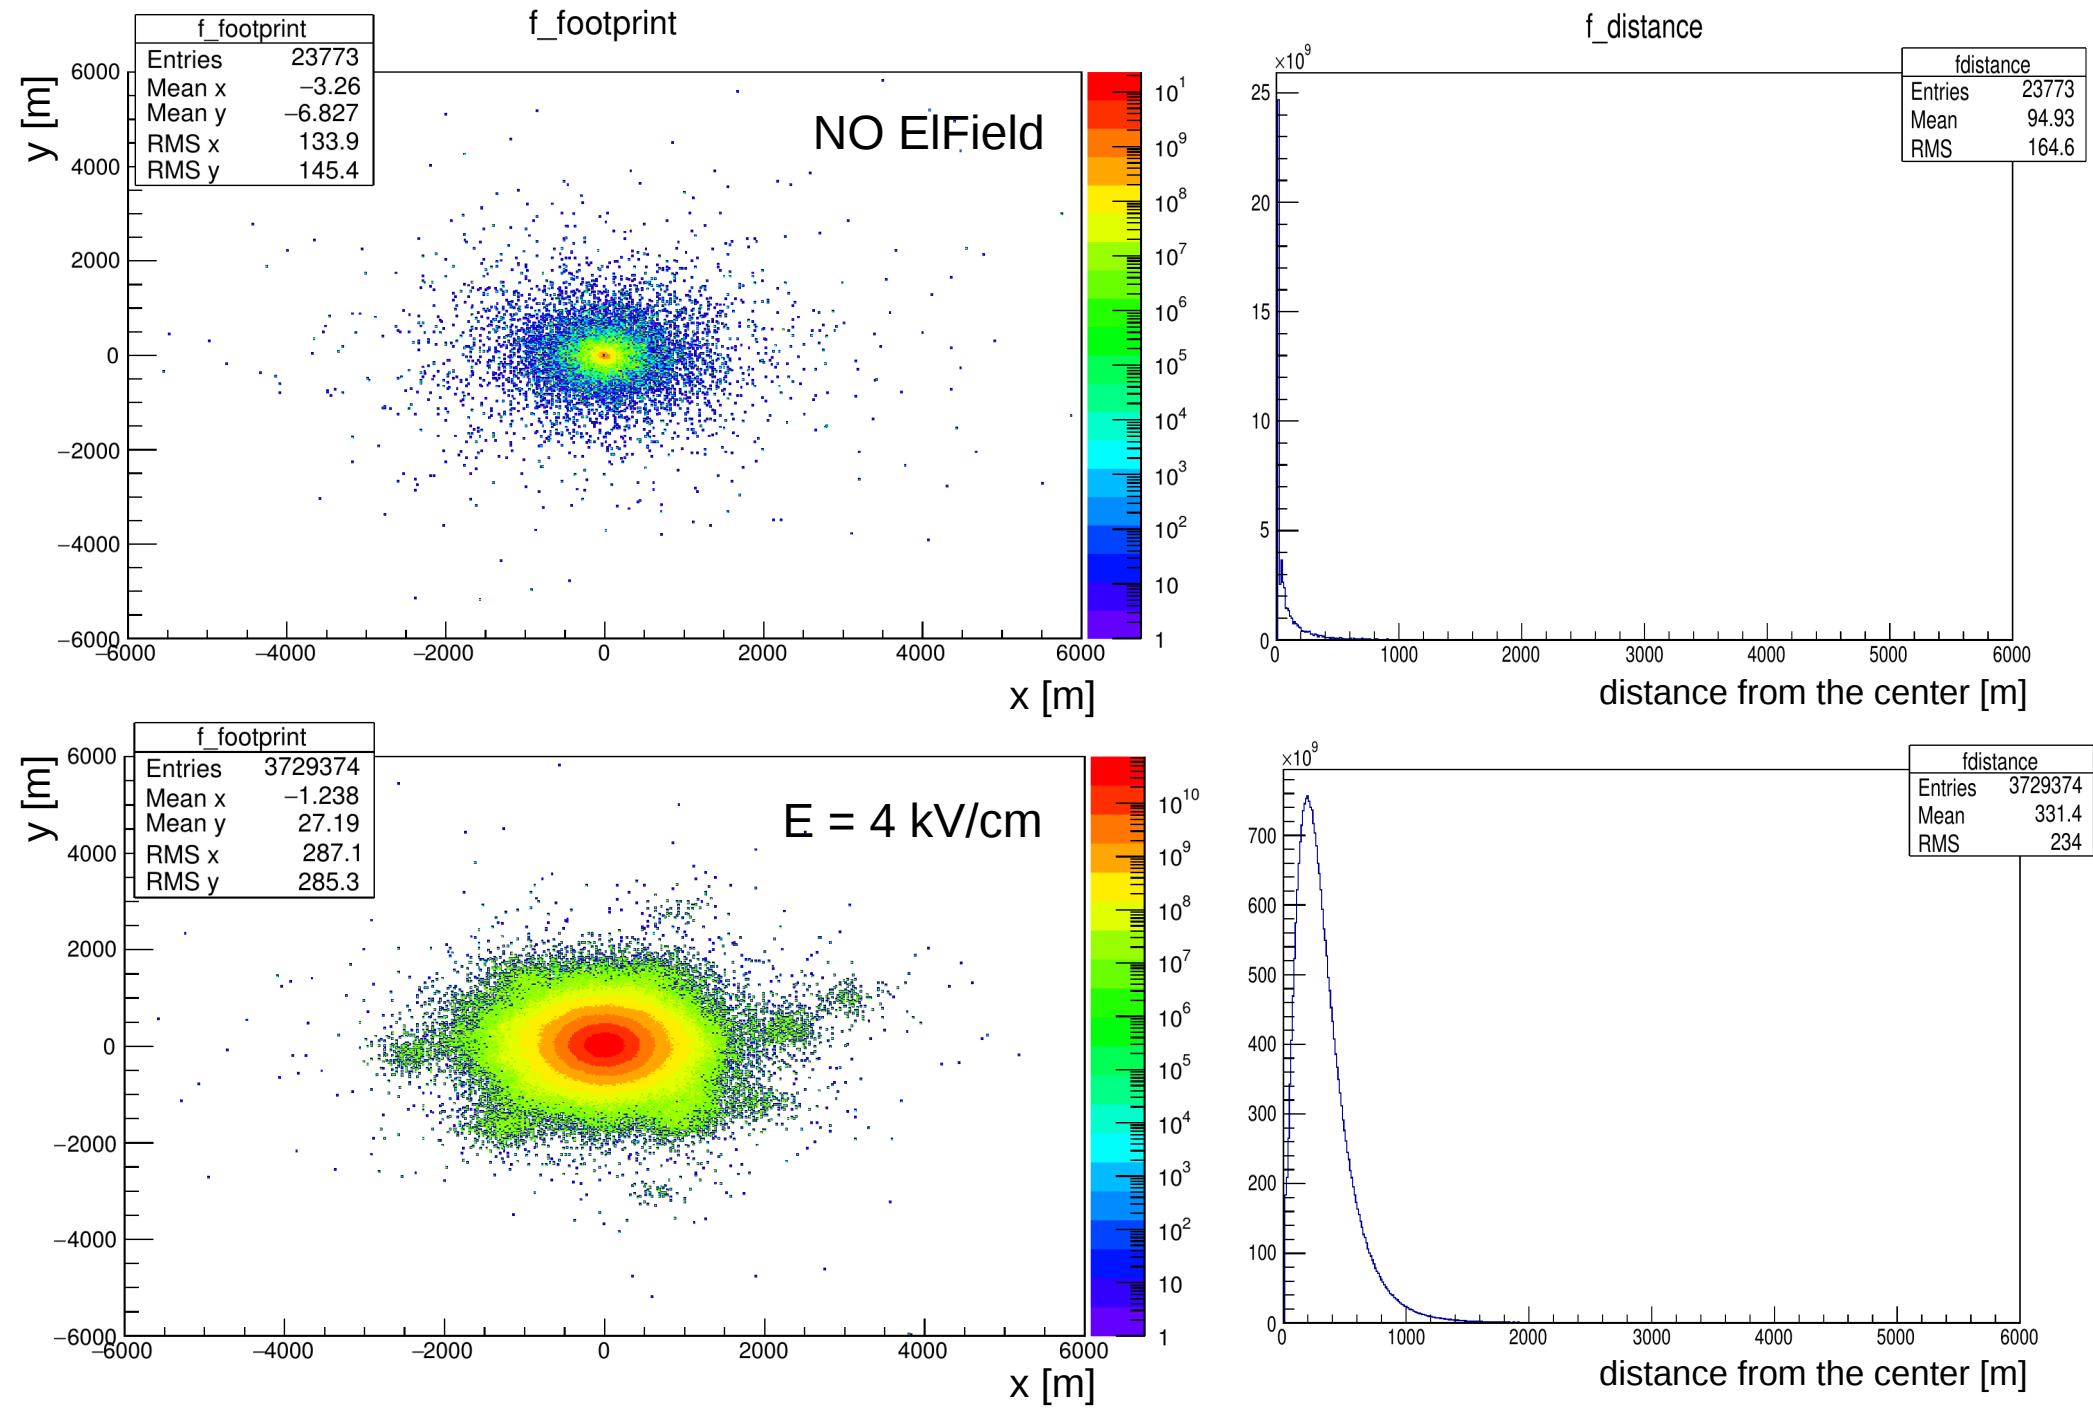 f_footprint
f_footprint
Entries 23773
Mean x −3.26
Mean y −6.827
RMS x 133.9
RMS y 145.4
NO ElField
y [m]
6000
4000
2000
0
−2000
−4000
−6000
−6000 −4000 −2000 0 2000 4000 6000
x [m]
10^1
10^9
10^8
10^7
10^6
10^5
10^4
10^3
10^2
10
1
f_distance
×10^9
fdistance
Entries 23773
Mean 94.93
RMS 164.6
25
20
15
10
5
0
0 1000 2000 3000 4000 5000 6000
distance from the center [m]
f_footprint
Entries 3729374
Mean x −1.238
Mean y 27.19
RMS x 287.1
RMS y 285.3
E = 4 kV/cm
y [m]
6000
4000
2000
0
−2000
−4000
−6000
−6000 −4000 −2000 0 2000 4000 6000
x [m]
10^10
10^9
10^8
10^7
10^6
10^5
10^4
10^3
10^2
10
1
×10^9
fdistance
Entries 3729374
Mean 331.4
RMS 234
700
600
500
400
300
200
100
0
0 1000 2000 3000 4000 5000 6000
distance from the center [m]